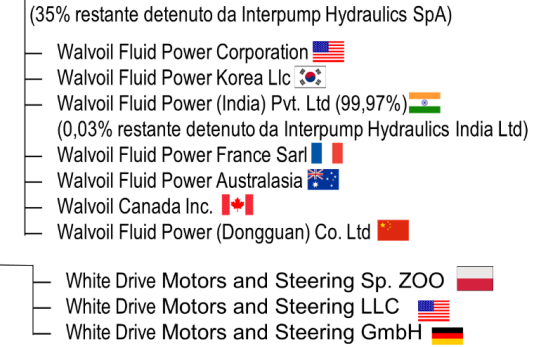 (35% restante detenuto da Interpump Hydraulics SpA)
Walvoil Fluid Power Corporation
Walvoil Fluid Power Korea Llc
Walvoil Fluid Power (India) Pvt. Ltd (99,97%)
(0,03% restante detenuto da Interpump Hydraulics India Ltd)
Walvoil Fluid Power France Sarl
Walvoil Fluid Power Australasia
Walvoil Canada Inc.
Walvoil Fluid Power (Dongguan) Co. Ltd
White Drive Motors and Steering Sp. ZOO
White Drive Motors and Steering LLC
White Drive Motors and Steering GmbH